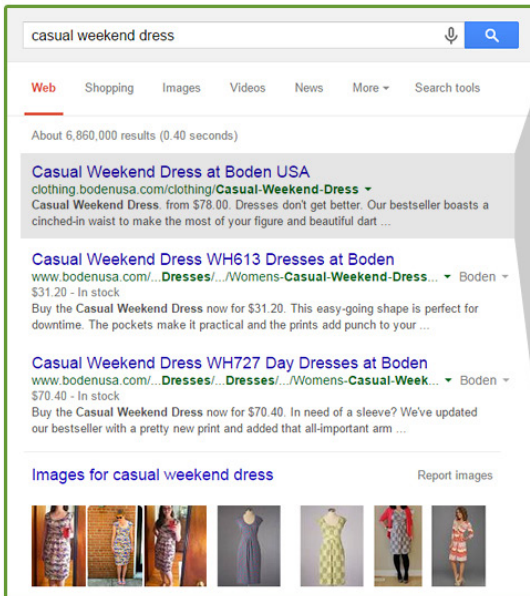 casual weekend dress
Web Shopping Images Videos News More Search tools
About 6,860,000 results (0.40 seconds)
Casual Weekend Dress at Boden USA
clothing.bodenusa.com/clothing/Casual-Weekend-Dress
Casual Weekend Dress. from $78.00. Dresses don't get better. Our bestseller boasts a
cinched-in waist to make the most of your figure and beautiful dart ...
Casual Weekend Dress WH613 Dresses at Boden
www.bodenusa.com/...Dresses/.../Womens-Casual-Weekend-Dress... Boden
$31.20 - In stock
Buy the Casual Weekend Dress now for $31.20. This easy-going shape is perfect for
downtime. The pockets make it practical and the prints add punch to your ...
Casual Weekend Dress WH727 Day Dresses at Boden
www.bodenusa.com/...Dresses/...Dresses/.../Womens-Casual-Week... Boden
$70.40 - In stock
Buy the Casual Weekend Dress now for $70.40. In need of a sleeve? We've updated
our bestseller with a pretty new print and added that all-important arm ...
Images for casual weekend dress Report images